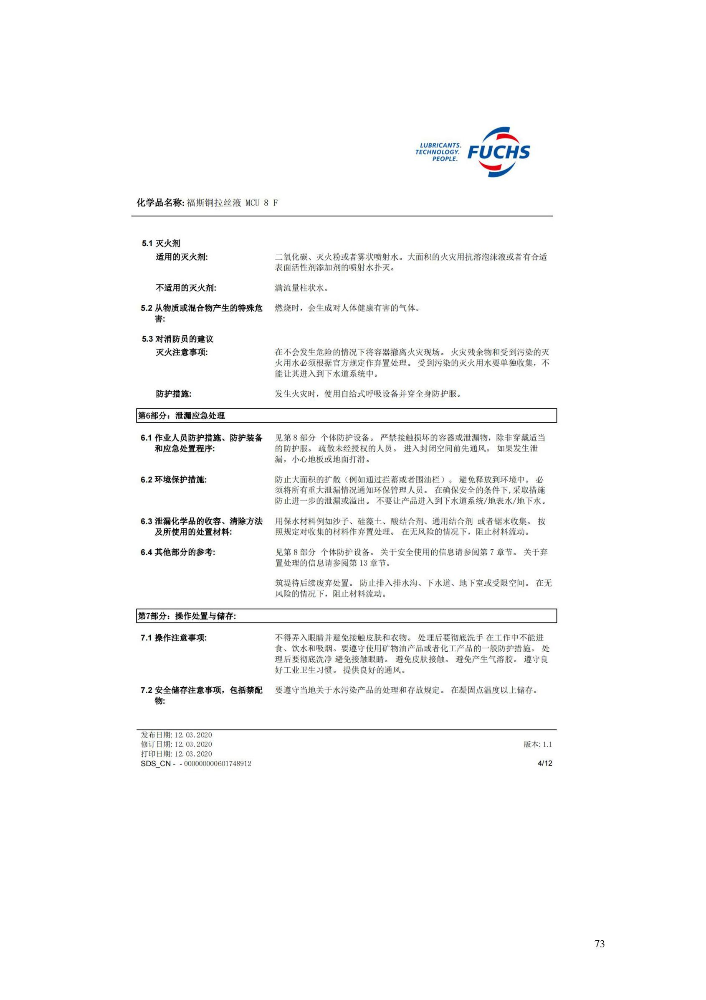 LUBRICANTS.
TECHNOLOGY.
PEOPLE.
FUCHS
化学品名称: 福斯铜拉丝液 MCU 8 F
5.1 灭火剂
适用的灭火剂: 二氧化碳、灭火粉或者雾状喷射水。大面积的火灾用抗溶泡沫液或者有合适
表面活性剂添加剂的喷射水扑灭。
不适用的灭火剂: 满流量柱状水。
5.2 从物质或混合物产生的特殊危 燃烧时，会生成对人体健康有害的气体。
害:
5.3 对消防员的建议
灭火注意事项: 在不会发生危险的情况下将容器撤离火灾现场。 火灾残余物和受到污染的灭
火用水必须根据官方规定作弃置处理。 受到污染的灭火用水要单独收集，不
能让其进入到下水道系统中。
防护措施: 发生火灾时，使用自给式呼吸设备并穿全身防护服。
第6部分：泄漏应急处理
6.1 作业人员防护措施、防护装备 见第 8 部分 个体防护设备。 严禁接触损坏的容器或泄漏物，除非穿戴适当
和应急处置程序: 的防护服。 疏散未经授权的人员。 进入封闭空间前先通风。 如果发生泄
漏，小心地板或地面打滑。
6.2 环境保护措施: 防止大面积的扩散（例如通过拦蓄或者围油栏）。 避免释放到环境中。 必
须将所有重大泄漏情况通知环保管理人员。 在确保安全的条件下,采取措施
防止进一步的泄漏或溢出。 不要让产品进入到下水道系统/地表水/地下水。
6.3 泄漏化学品的收容、清除方法 用保水材料例如沙子、硅藻土、酸结合剂、通用结合剂 或者锯末收集。 按
及所使用的处置材料: 照规定对收集的材料作弃置处理。 在无风险的情况下，阻止材料流动。
6.4 其他部分的参考: 见第 8 部分 个体防护设备。 关于安全使用的信息请参阅第 7 章节。 关于弃
置处理的信息请参阅第 13 章节。
筑堤待后续废弃处置。 防止排入排水沟、下水道、地下室或受限空间。 在无
风险的情况下，阻止材料流动。
第7部分：操作处置与储存:
7.1 操作注意事项: 不得弄入眼睛并避免接触皮肤和衣物。 处理后要彻底洗手 在工作中不能进
食、饮水和吸烟。要遵守使用矿物油产品或者化工产品的一般防护措施。 处
理后要彻底洗净 避免接触眼睛。 避免皮肤接触。 避免产生气溶胶。 遵守良
好工业卫生习惯。 提供良好的通风。
7.2 安全储存注意事项，包括禁配 要遵守当地关于水污染产品的处理和存放规定。 在凝固点温度以上储存。
物:
发布日期: 12.03.2020
修订日期: 12.03.2020 版本: 1.1
打印日期: 12.03.2020
SDS_CN - - 000000000601748912 4/12
73